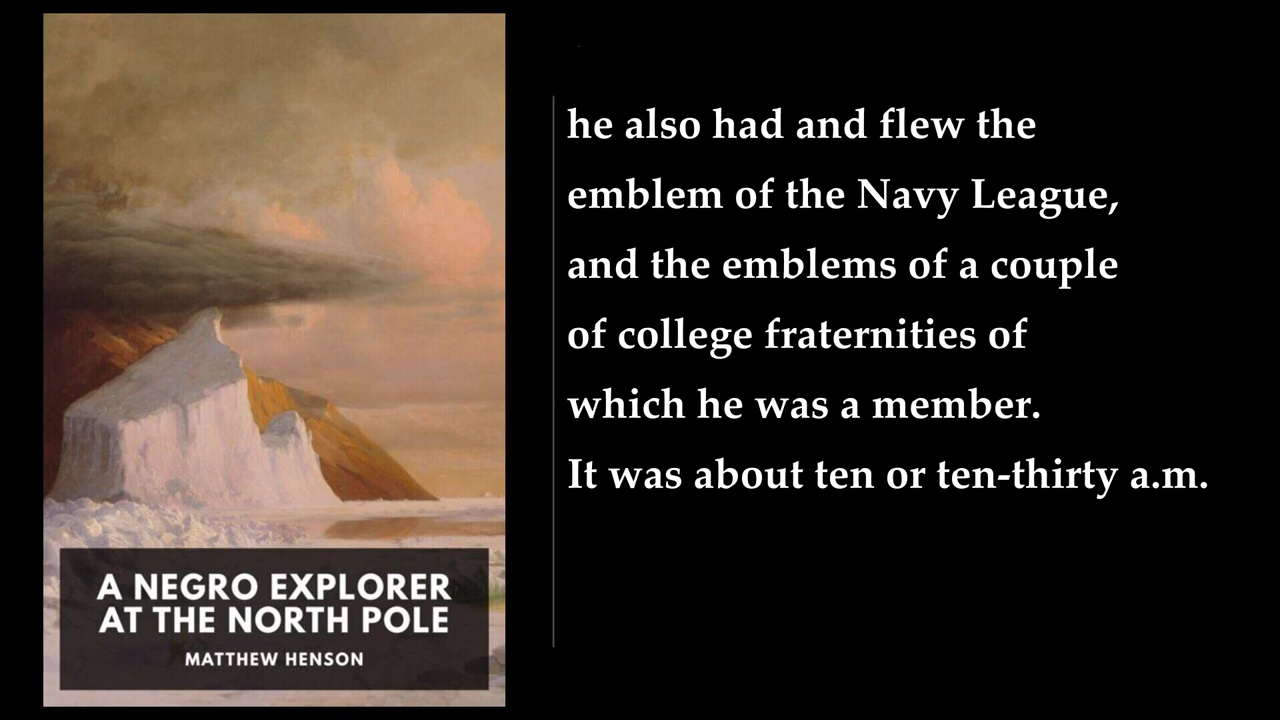 he also had and flew the
emblem of the Navy League,
and the emblems of a couple
of college fraternities of
which he was a member.
It was about ten or ten-thirty a.m.
A NEGRO EXPLORER
AT THE NORTH POLE
MATTHEW HENSON